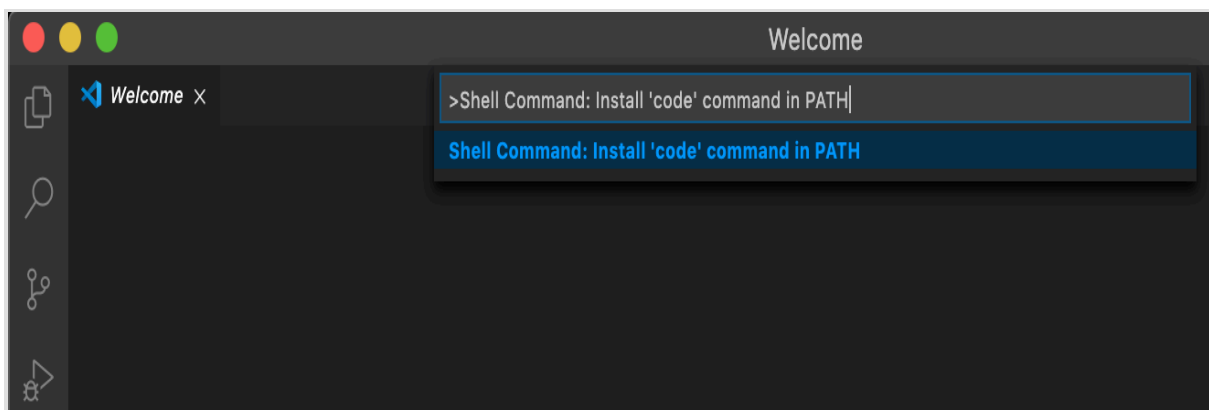 Welcome
Welcome
>Shell Command: Install 'code' command in PATH
Shell Command: Install 'code' command in PATH